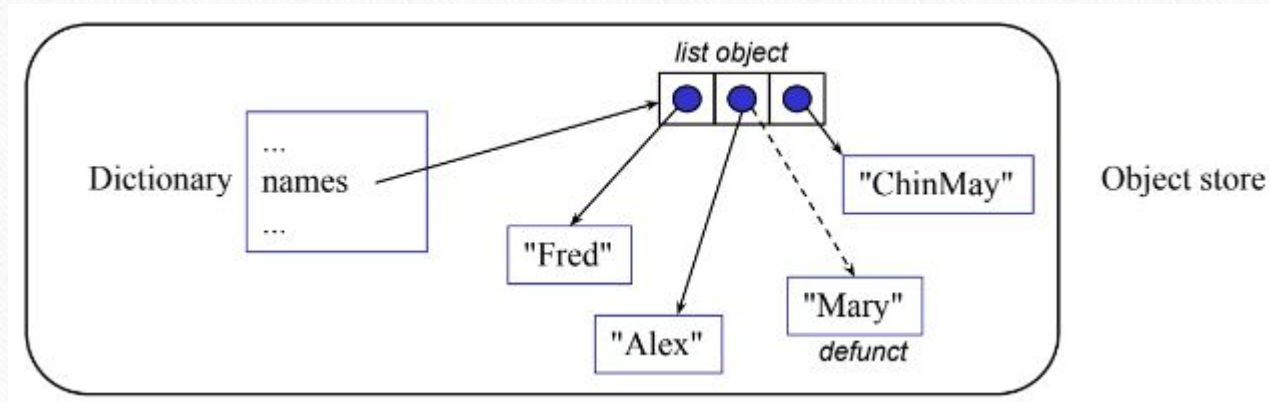 list object
Dictionary
...
names
...
"ChinMay"
Object store
"Fred"
"Mary"
defunct
"Alex"